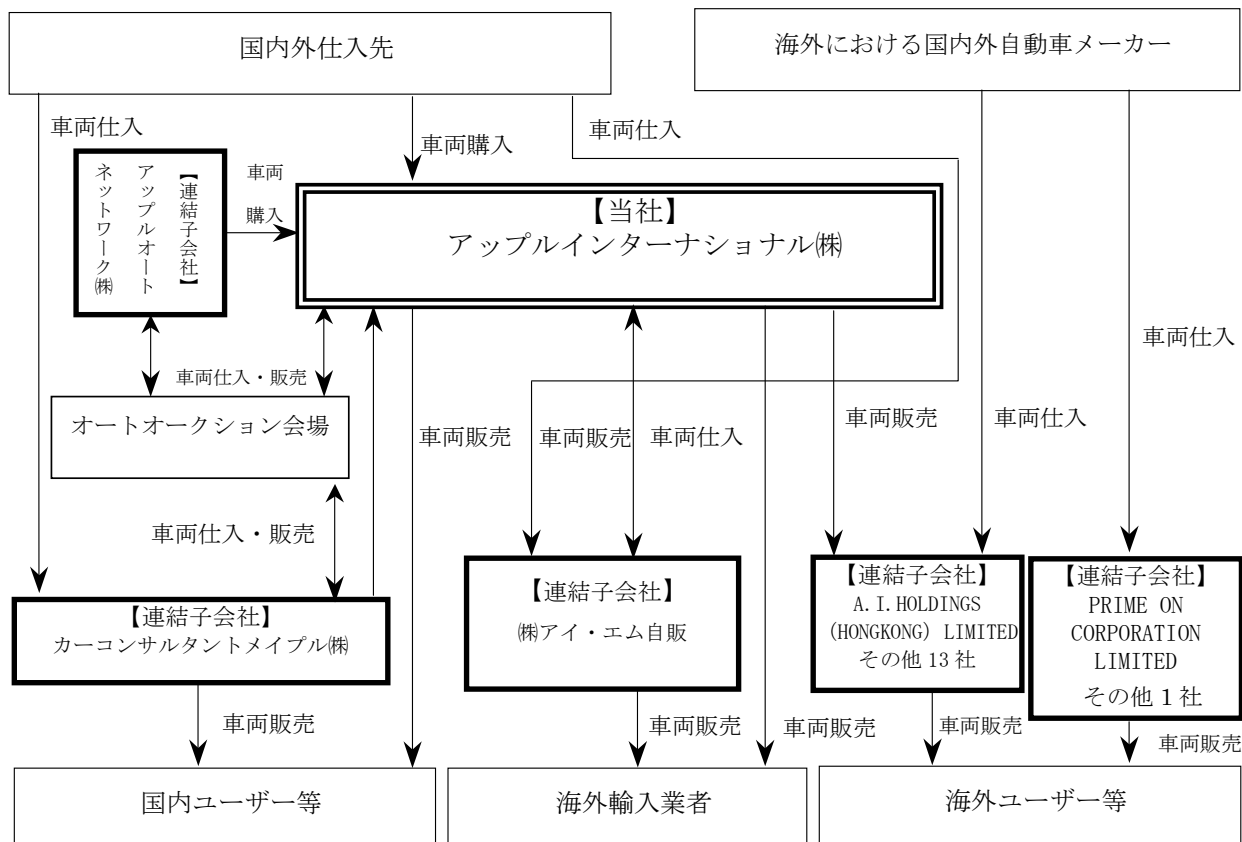 国内外仕入先
海外における国内外自動車メーカー
車両仕入
車両購入
車両仕入
【連結子会社】
アップルオート
ネットワーク㈱
車両
購入
【当社】
アップルインターナショナル㈱
車両仕入
車両仕入・販売
オートオークション会場
車両販売
車両販売
車両仕入
車両販売
車両仕入
車両仕入・販売
【連結子会社】
カーコンサルタントメイプル㈱
【連結子会社】
㈱アイ・エム自販
【連結子会社】
A.I.HOLDINGS
(HONGKONG) LIMITED
その他 13 社
【連結子会社】
PRIME ON
CORPORATION
LIMITED
その他 1 社
車両販売
車両販売
車両販売
車両販売
車両販売
国内ユーザー等
海外輸入業者
海外ユーザー等